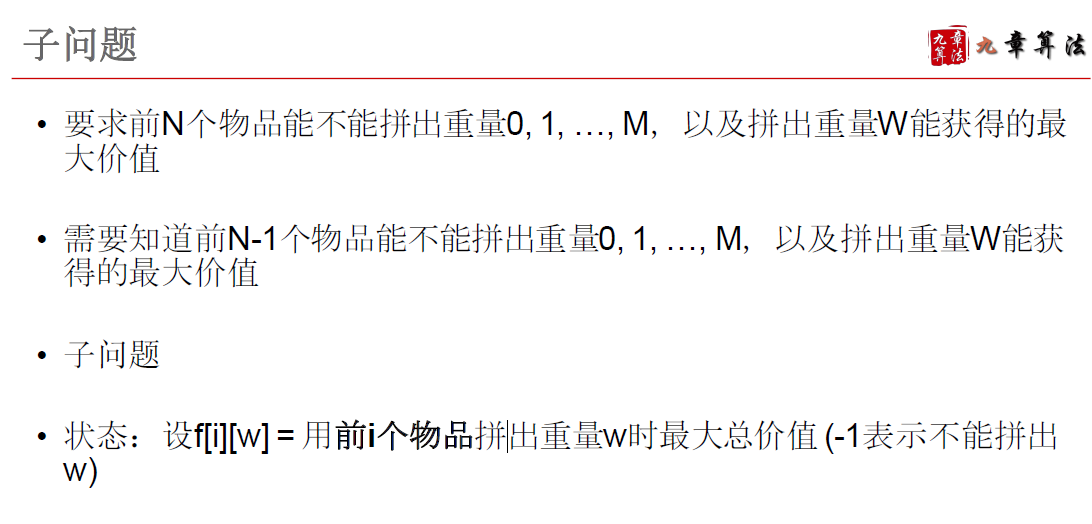 子问题
九章算法
九章算法
• 要求前N个物品能不能拼出重量0, 1, …, M，以及拼出重量W能获得的最
大价值
• 需要知道前N-1个物品能不能拼出重量0, 1, …, M，以及拼出重量W能获
得的最大价值
• 子问题
• 状态：设f[i][w] = 用前i个物品拼出重量w时最大总价值 (-1表示不能拼出
w)